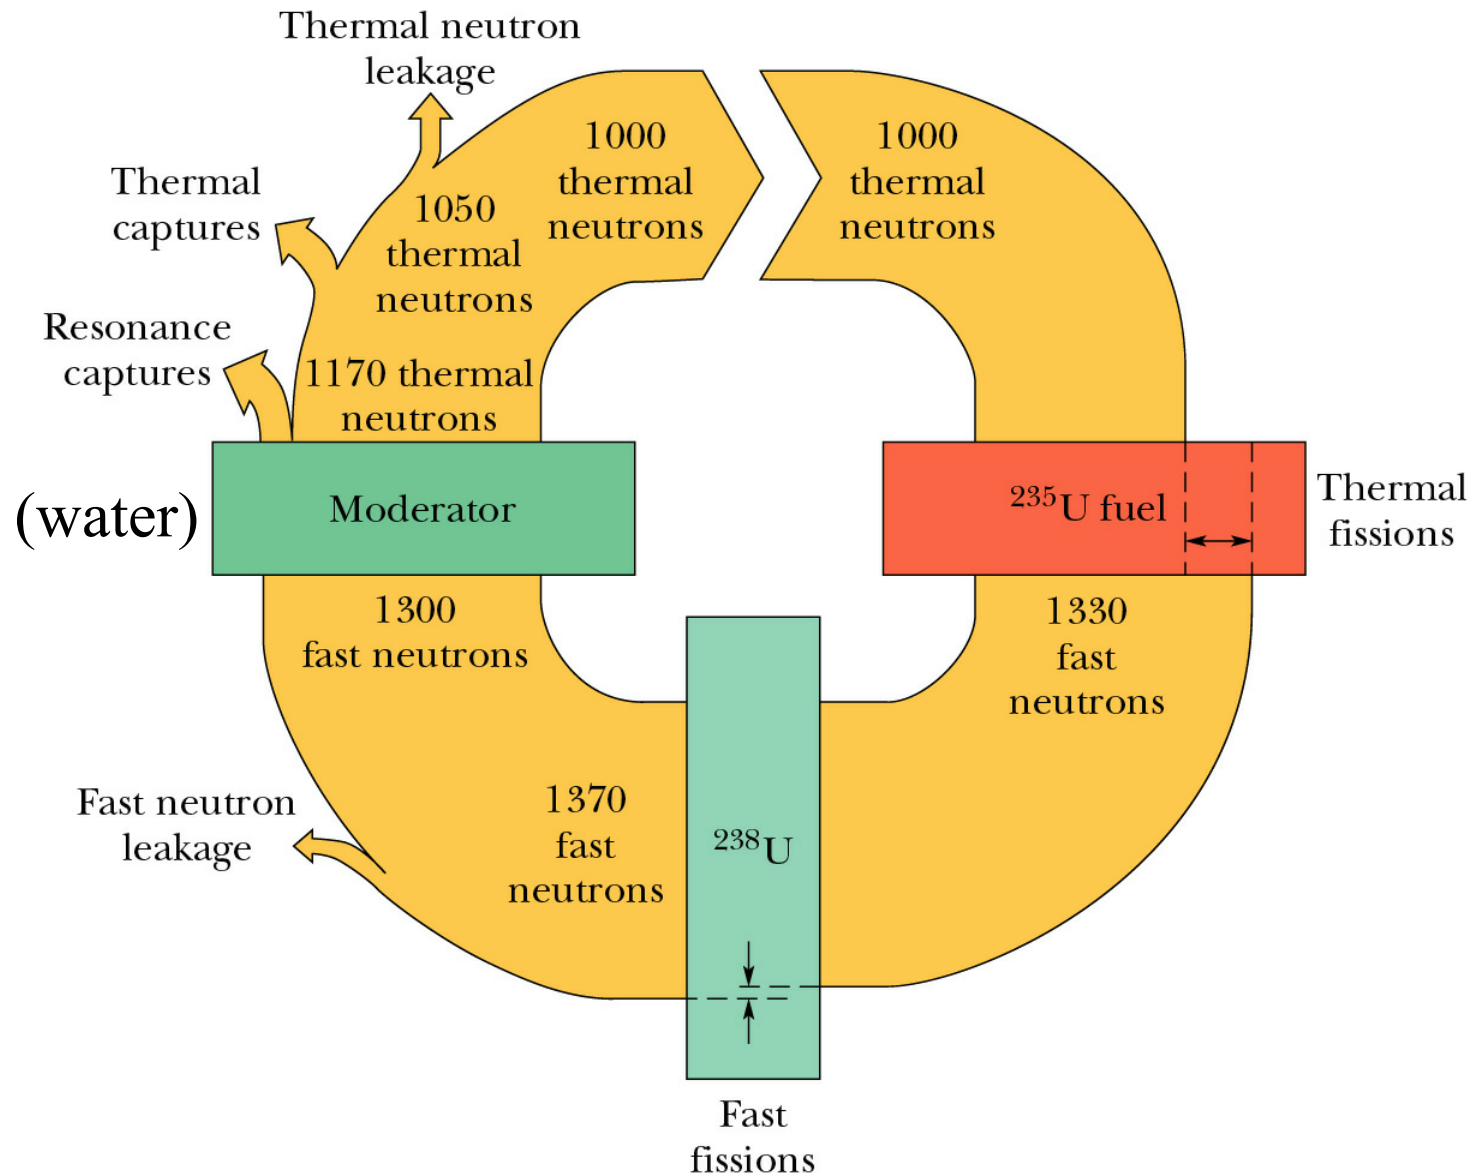 Thermal neutron
leakage
1000
thermal
neutrons
1000
thermal
neutrons
Thermal
captures
1050
thermal
neutrons
Resonance
captures
1170 thermal
neutrons
(water)
Moderator
²³⁵U fuel
Thermal
fissions
1300
fast neutrons
1330
fast
neutrons
Fast neutron
leakage
1370
fast
neutrons
²³⁸U
Fast
fissions